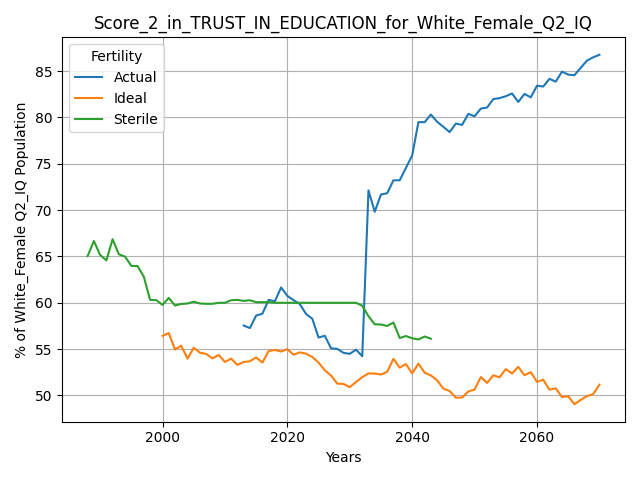 Score_2_in_TRUST_IN_EDUCATION_for_White_Female_Q2_IQ
Fertility
Actual
Ideal
Sterile
% of White_Female Q2_IQ Population
85
80
75
70
65
60
55
50
2000
2020
2040
2060
Years